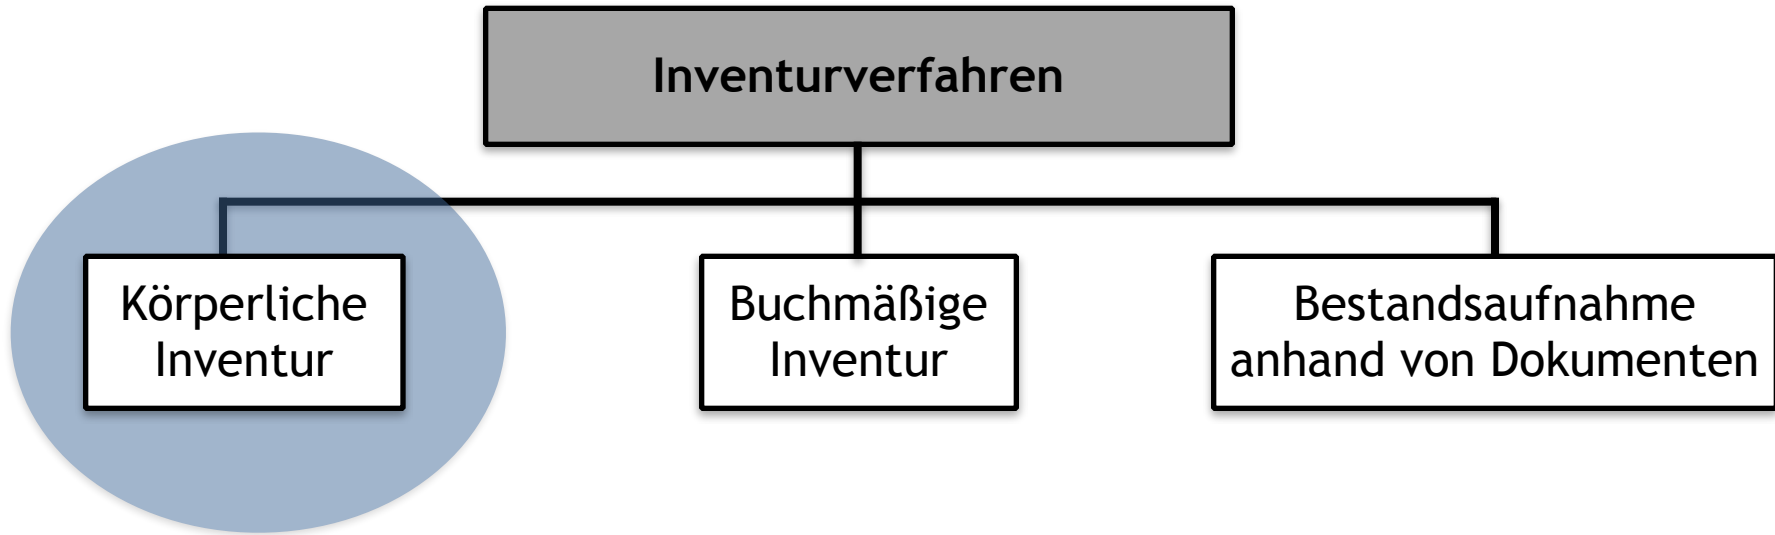 Inventurverfahren
Körperliche
Inventur
Buchmäßige
Inventur
Bestandsaufnahme
anhand von Dokumenten